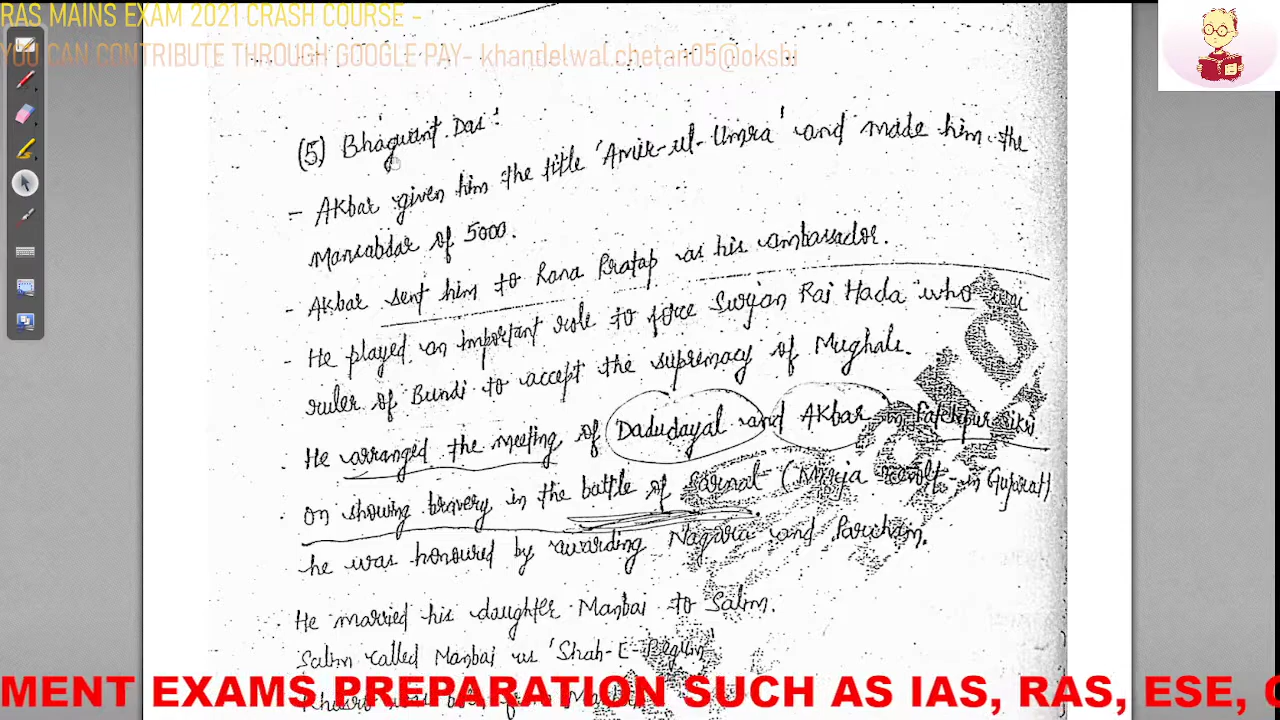 RAS MAINS EXAM 2021 CRASH COURSE -
YOU CAN CONTRIBUTE THROUGH GOOGLE PAY- khandelwal.chetan05@oksbi
(5) Bhagwant Das:
- Akbar given him the title 'Amir-ul-Umra' and made him the
Mansabdar of 5000.
- Akbar sent him to Rana Pratap as his ambassador.
- He played an important role to force Surjan Rai Hada who was
ruler of Bundi to accept the supremacy of Mughals.
. He arranged the meeting of Dadudayal and Akbar in Fatehpur sikri
. on showing bravery in the battle of Sarnal (Mirja revolt in Gujarat)
he was honoured by awarding Nagara and Parcham.
. He married his daughter Manbai to Salim.
Salim called Manbai as 'Shah-E-Begum
Khusro was
MENT EXAMS PREPARATION SUCH AS IAS, RAS, ESE,